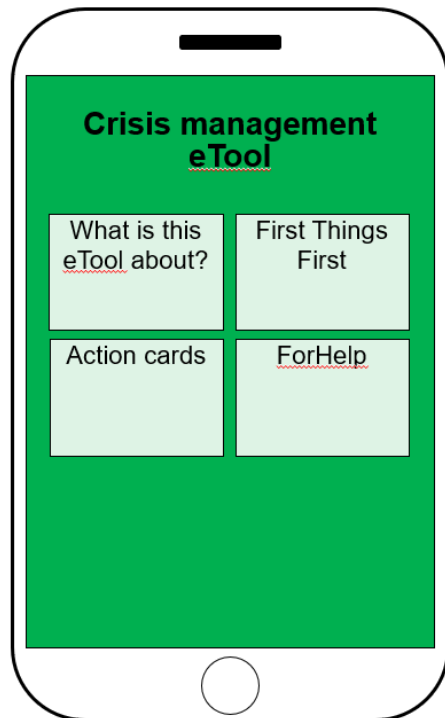 Crisis management
eTool
What is this
eTool about?
First Things
First
Action cards
ForHelp